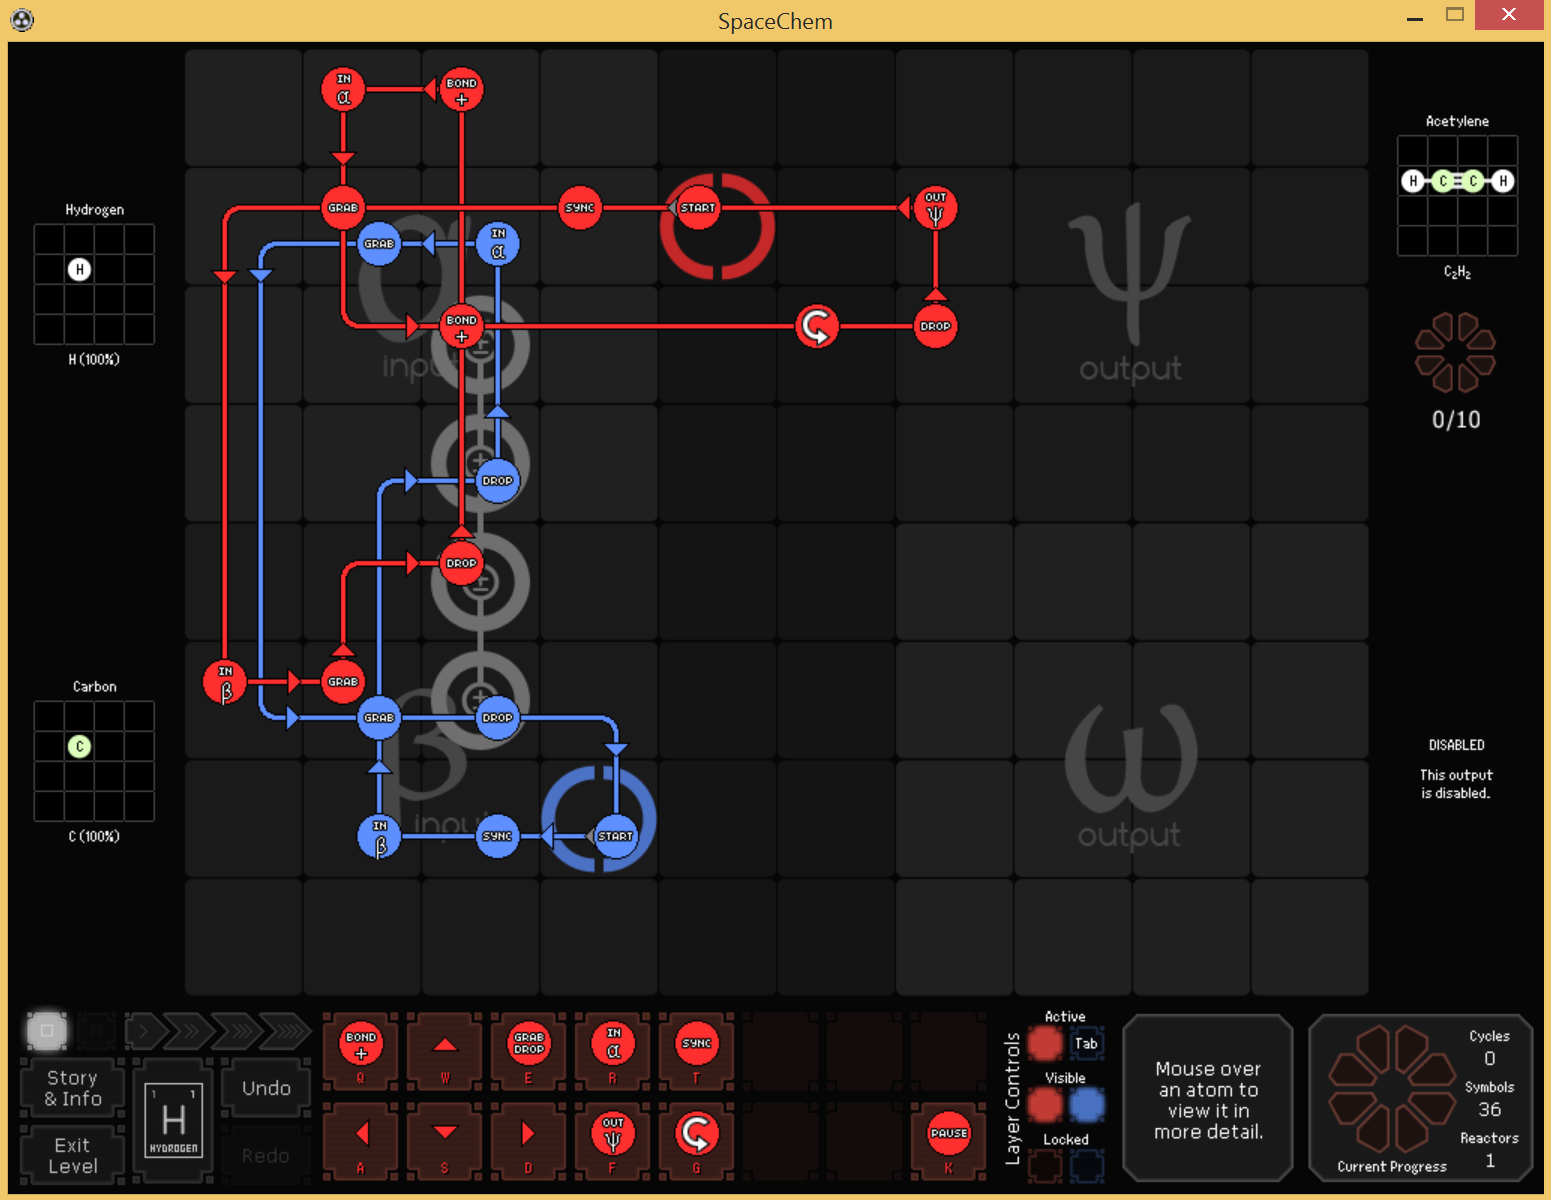 SpaceChem
IN
α
BOND
+
Acetylene
H C C H
C₂H₂
0/10
Hydrogen
H
H (100%)
GRAB
SYNC
START
OUT
ψ
GRAB
IN
α
α
input
BOND
+
DROP
ψ
output
DROP
DROP
Carbon
C
C (100%)
IN
β
GRAB
GRAB
DROP
β
input
IN
β
SYNC
START
ω
output
DISABLED
This output
is disabled.
Story
& Info
Exit
Level
1 1
H
HYDROGEN
Undo
Redo
BOND
+
Q
W
GRAB
DROP
E
IN
α
R
SYNC
T
A
S
D
OUT
ψ
F
G
PAUSE
K
Layer Controls
Active
Tab
Visible
Locked
Mouse over
an atom to
view it in
more detail.
Current Progress
Cycles
0
Symbols
36
Reactors
1